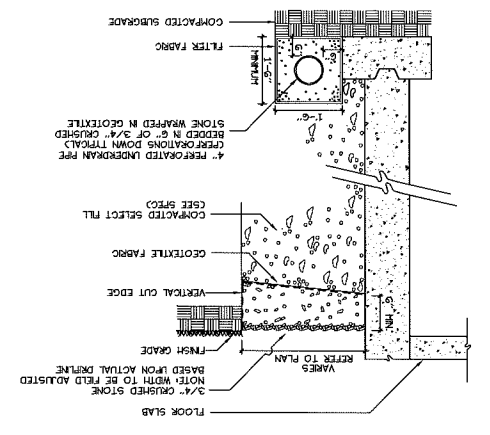 FLOOR SLAB
3/4" CRUSHED STONE
NOTE: WIDTH TO BE FIELD ADJUSTED
BASED UPON ACTUAL DRIPLINE
VARIES
REFER TO PLAN
FINISH GRADE
6" MIN
VERTICAL CUT EDGE
GEOTEXTILE FABRIC
COMPACTED SELECT FILL
(SEE SPEC)
4" PERFORATED UNDERDRAIN PIPE
(PERFORATIONS DOWN TYPICAL)
BEDDED IN 6" OF 3/4" CRUSHED
STONE WRAPPED IN GEOTEXTILE
1'-6"
1'-6"
MINIMUM
6"
6"
FILTER FABRIC
COMPACTED SUBGRADE